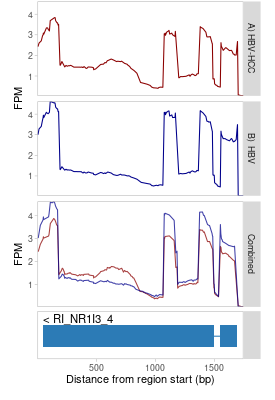 4
3
2
1
A) HBV-HCC
4
3
2
1
B) HBV
FPM
4
3
2
1
Combined
FPM
< RI_NR1I3_4
500 1000 1500
Distance from region start (bp)